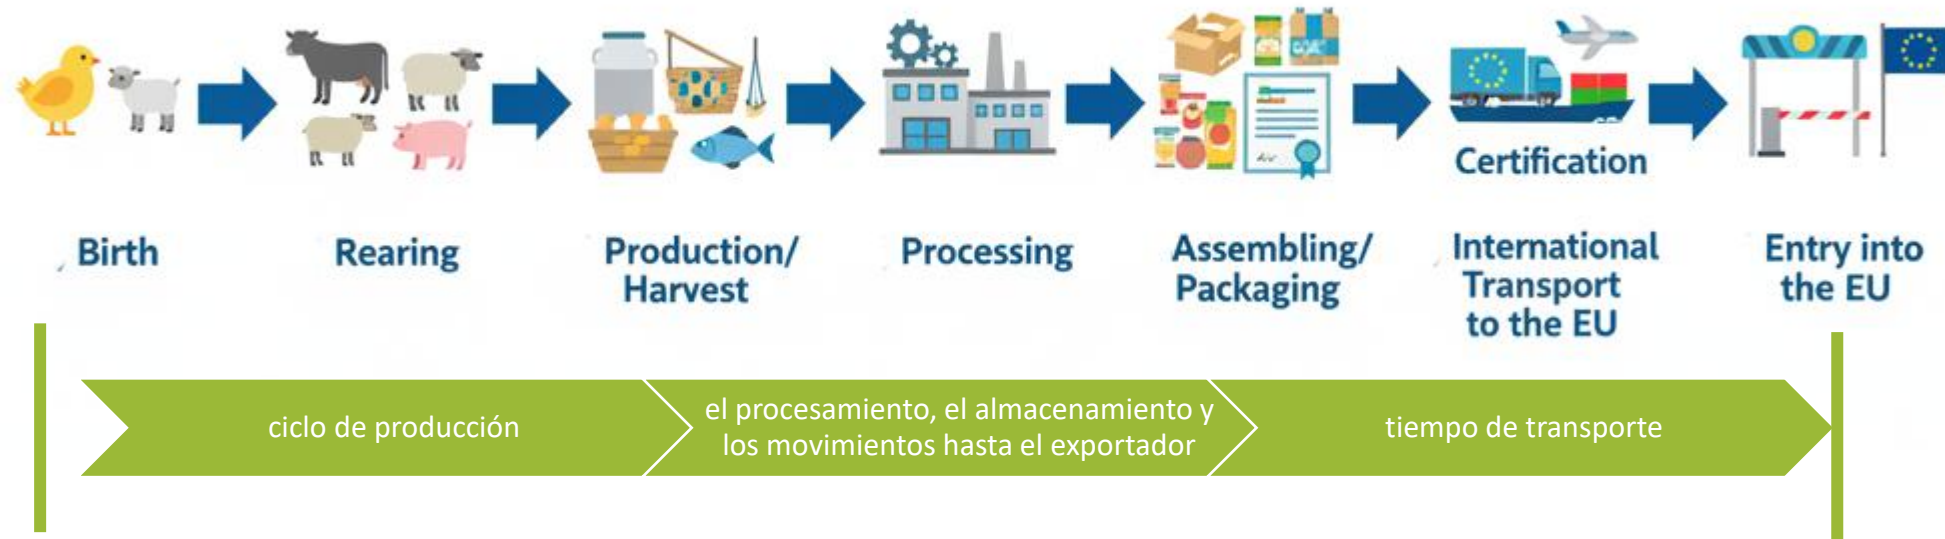 Certification
Birth
Rearing
Production/
Harvest
Processing
Assembling/
Packaging
International
Transport
to the EU
Entry into
the EU
ciclo de producción
el procesamiento, el almacenamiento y
los movimientos hasta el exportador
tiempo de transporte